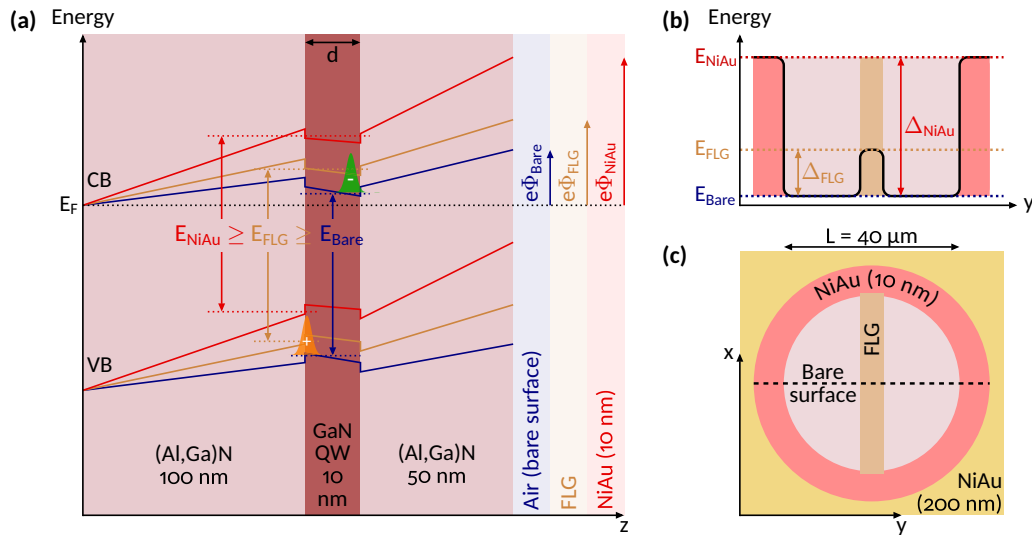 (a)
Energy
d
CB
E_F
E_NiAu ≥ E_FLG ≥ E_Bare
-
+
VB
(Al,Ga)N
100 nm
GaN
QW
10
nm
(Al,Ga)N
50 nm
eΦ_Bare
eΦ_FLG
eΦ_NiAu
Air (bare surface)
FLG
NiAu (10 nm)
z
(b)
Energy
E_NiAu
Δ_NiAu
E_FLG
Δ_FLG
E_Bare
y
(c)
L = 40 µm
NiAu (10 nm)
FLG
x
Bare
surface
NiAu
(200 nm)
y